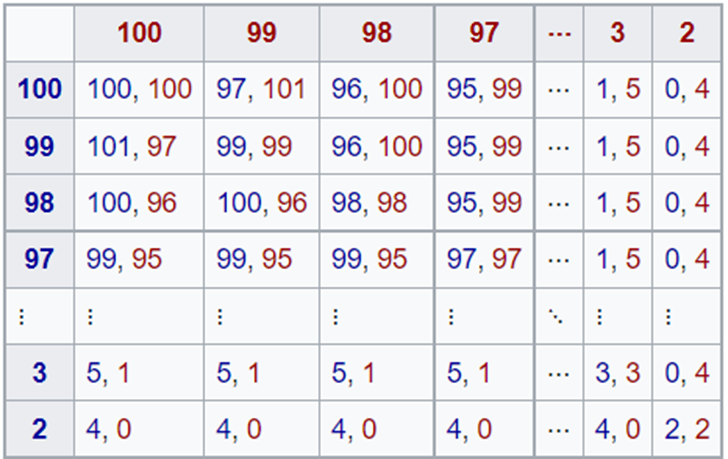 100 99 98 97 ⋯ 3 2
100 100, 100 97, 101 96, 100 95, 99 ⋯ 1, 5 0, 4
99 101, 97 99, 99 96, 100 95, 99 ⋯ 1, 5 0, 4
98 100, 96 100, 96 98, 98 95, 99 ⋯ 1, 5 0, 4
97 99, 95 99, 95 99, 95 97, 97 ⋯ 1, 5 0, 4
⋮ ⋮ ⋮ ⋮ ⋮ ⋱ ⋮ ⋮
3 5, 1 5, 1 5, 1 5, 1 ⋯ 3, 3 0, 4
2 4, 0 4, 0 4, 0 4, 0 ⋯ 4, 0 2, 2